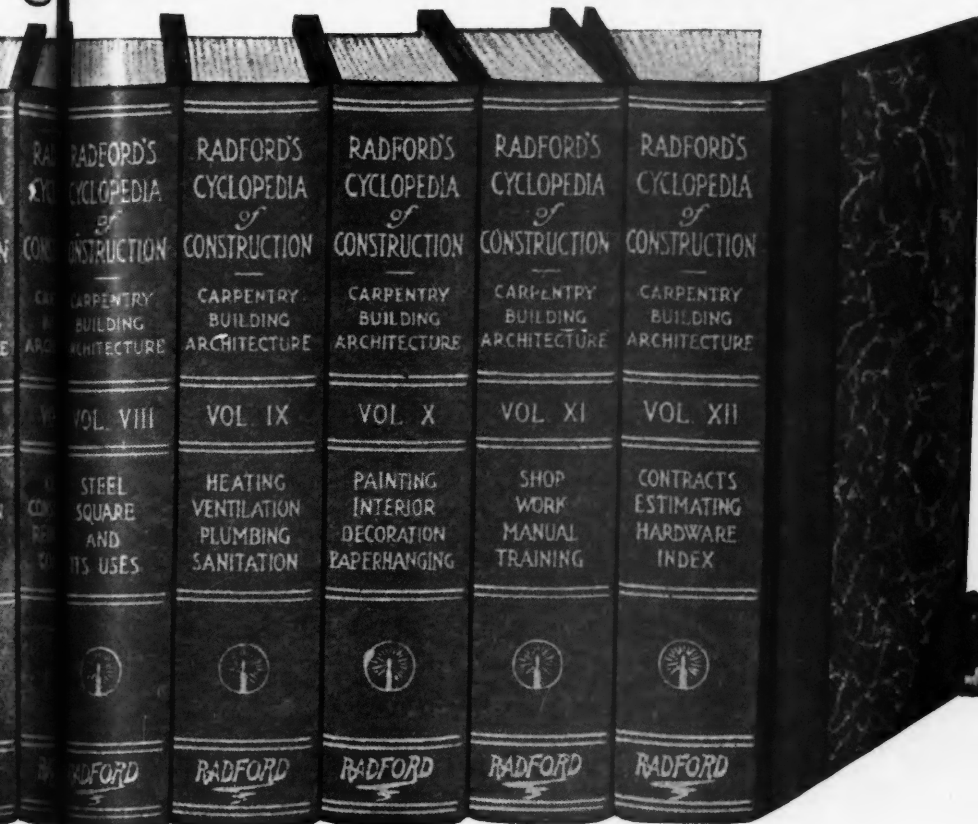 RADFORD'S
CYCLOPEDIA
of
CONSTRUCTION
CARPENTRY
BUILDING
ARCHITECTURE
VOL. VIII
STEEL
SQUARE
AND
ITS USES
RADFORD
RADFORD'S
CYCLOPEDIA
of
CONSTRUCTION
CARPENTRY
BUILDING
ARCHITECTURE
VOL. IX
HEATING
VENTILATION
PLUMBING
SANITATION
RADFORD
RADFORD'S
CYCLOPEDIA
of
CONSTRUCTION
CARPENTRY
BUILDING
ARCHITECTURE
VOL. X
PAINTING
INTERIOR
DECORATION
PAPERHANGING
RADFORD
RADFORD'S
CYCLOPEDIA
of
CONSTRUCTION
CARPENTRY
BUILDING
ARCHITECTURE
VOL. XI
SHOP
WORK
MANUAL
TRAINING
RADFORD
RADFORD'S
CYCLOPEDIA
of
CONSTRUCTION
CARPENTRY
BUILDING
ARCHITECTURE
VOL. XII
CONTRACTS
ESTIMATING
HARDWARE
INDEX
RADFORD